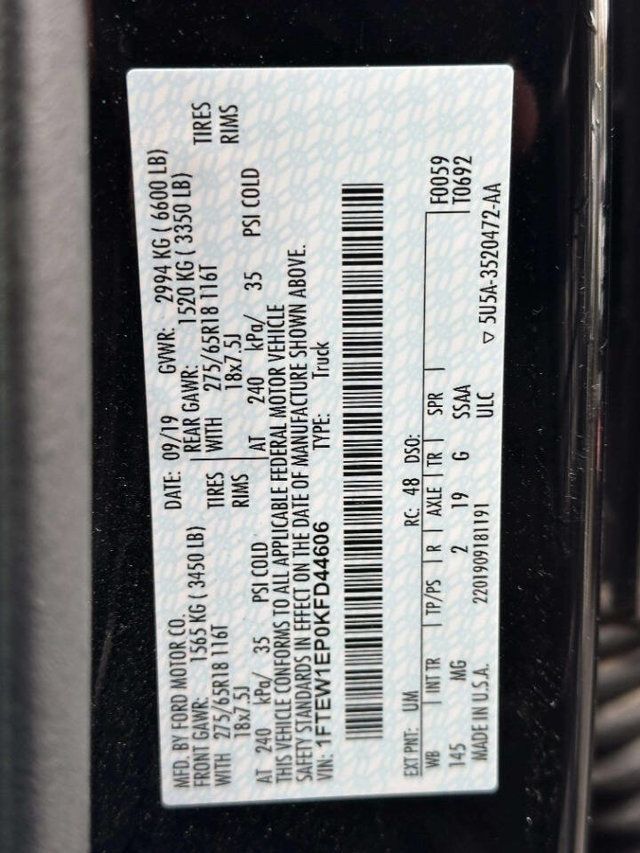 MFD. BY FORD MOTOR CO. DATE: 09/19 GVWR: 2994 KG ( 6600 LB)
FRONT GAWR: 1565 KG ( 3450 LB) REAR GAWR: 1520 KG ( 3350 LB)
WITH 275/65R18 116T TIRES WITH 275/65R18 116T TIRES
18x7.5J RIMS 18x7.5J RIMS
AT 240 kPa/ 35 PSI COLD AT 240 kPa/ 35 PSI COLD
THIS VEHICLE CONFORMS TO ALL APPLICABLE FEDERAL MOTOR VEHICLE
SAFETY STANDARDS IN EFFECT ON THE DATE OF MANUFACTURE SHOWN ABOVE.
VIN: 1FTEW1EP0KFD44606 TYPE: Truck
EXT PNT: UM RC: 48 DSO: F0059
WB | INT TR | TP/PS | R | AXLE | TR | SPR | T0692
145 MG 2 19 G SSAA
MADE IN U.S.A. 2201909181191 ULC ▽ 5U5A-3520472-AA